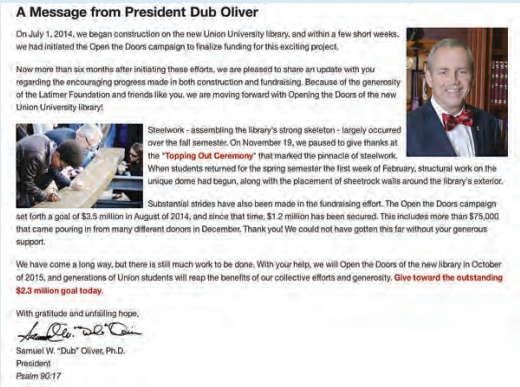 A Message from President Dub Oliver
On July 1, 2014, we began construction on the new Union University library, and within a few short weeks,
we had initiated the Open the Doors campaign to finalize funding for this exciting project.
Now more than six months after initiating these efforts, we are pleased to share an update with you
regarding the encouraging progress made in both construction and fundraising. Because of the generosity
of the Latimer Foundation and friends like you, we are moving forward with Opening the Doors of the new
Union University library!
Steelwork - assembling the library's strong skeleton - largely occurred
over the fall semester. On November 19, we paused to give thanks at
the "Topping Out Ceremony" that marked the pinnacle of steelwork.
When students returned for the spring semester the first week of February, structural work on the
unique dome had begun, along with the placement of sheetrock walls around the library's exterior.
Substantial strides have also been made in the fundraising effort. The Open the Doors campaign
set forth a goal of $3.5 million in August of 2014, and since that time, $1.2 million has been secured. This includes more than $75,000
that came pouring in from many different donors in December. Thank you! We could not have gotten this far without your generous
support.
We have come a long way, but there is still much work to be done. With your help, we will Open the Doors of the new library in October
of 2015, and generations of Union students will reap the benefits of our collective efforts and generosity. Give toward the outstanding
$2.3 million goal today.
With gratitude and unfailing hope,
Samuel W. "Dub" Oliver
Samuel W. "Dub" Oliver, Ph.D.
President
Psalm 90:17